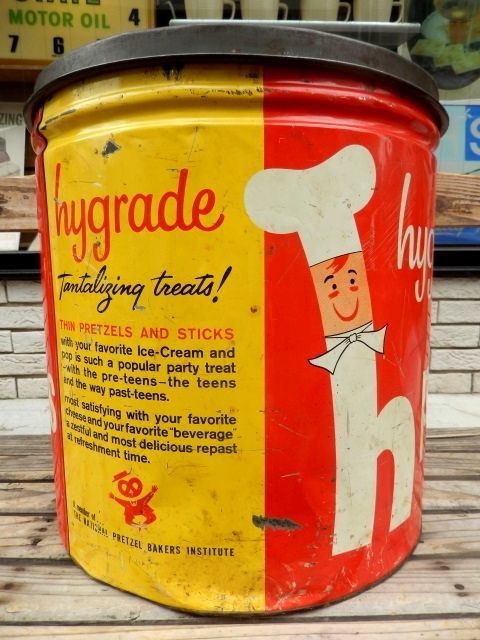 MOTOR OIL
4
7 6
hygrade
Tantalizing treats!
THIN PRETZELS AND STICKS
with your favorite Ice-Cream and
pop is such a popular party treat
-with the pre-teens-the teens
and the way past-teens.
most satisfying with your favorite
cheese and your favorite "beverage"
a zestful and most delicious repast
at refreshment time.
A member of
THE NATIONAL PRETZEL BAKERS INSTITUTE
hyg
h